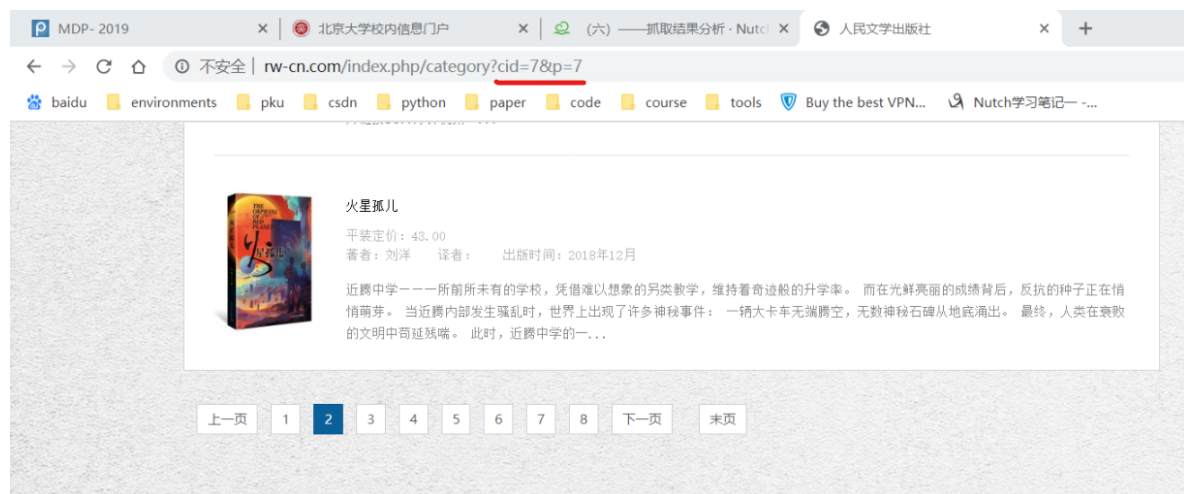 MDP- 2019
北京大学校内信息门户
(六) ——抓取结果分析 · Nutc
人民文学出版社
不安全 rw-cn.com/index.php/category?cid=7&p=7
baidu environments pku csdn python paper code course tools Buy the best VPN... Nutch学习笔记一 -...
火星孤儿
平装定价: 43.00
著者: 刘洋 译者: 出版时间: 2018年12月
近腾中学———所前所未有的学校, 凭借难以想象的另类教学, 维持着奇迹般的升学率。 而在光鲜亮丽的成绩背后, 反抗的种子正在悄
悄萌芽。 当近腾内部发生骚乱时, 世界上出现了许多神秘事件: 一辆大卡车无端腾空, 无数神秘石碑从地底涌出。 最终, 人类在衰败
的文明中苟延残喘。 此时, 近腾中学的一...
THE ORPHANS OF RED PLANET
上一页 1 2 3 4 5 6 7 8 下一页 末页